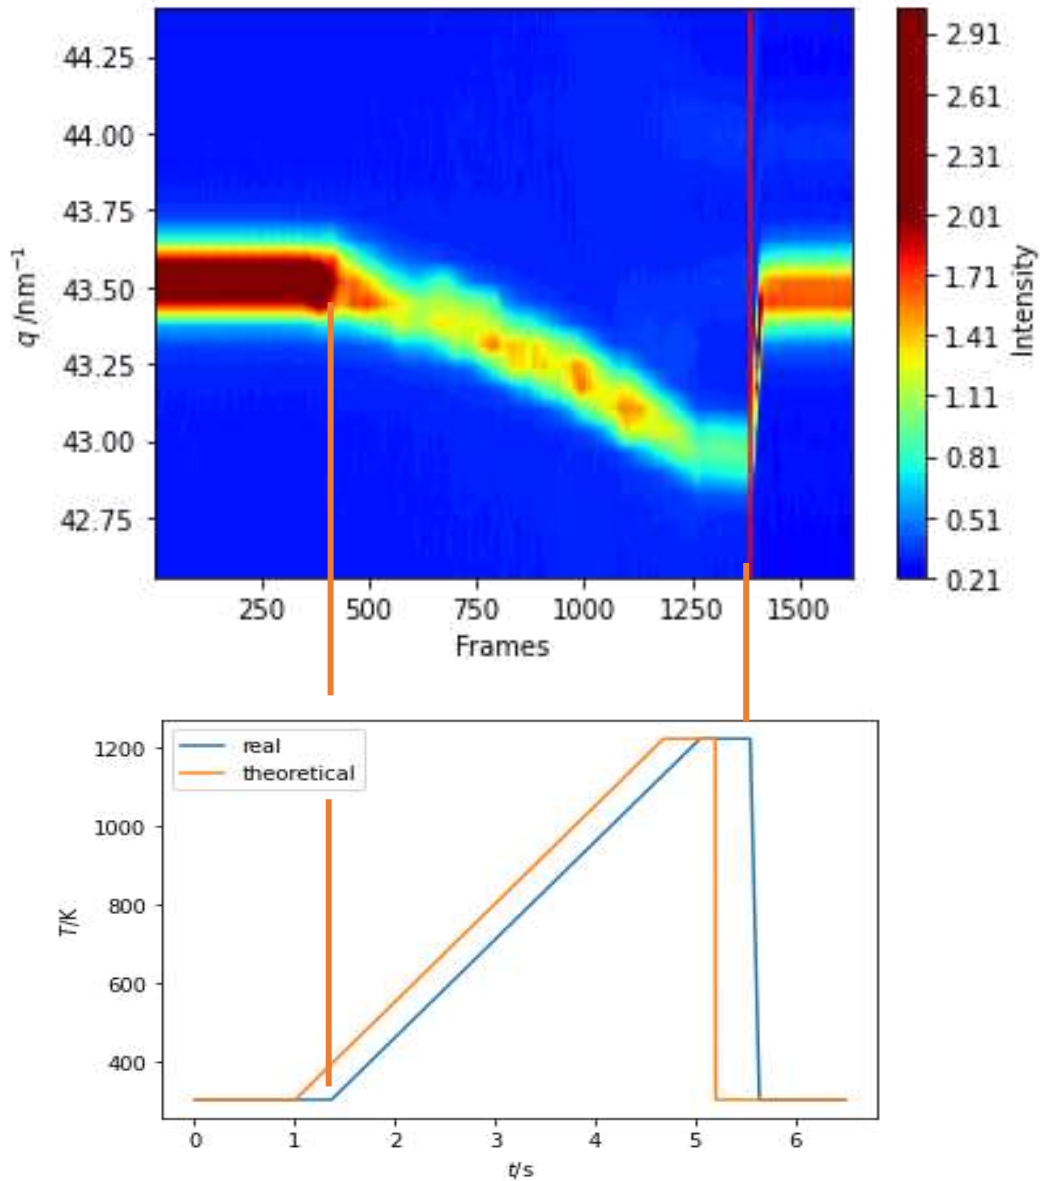 44.25
44.00
43.75
43.50
43.25
43.00
42.75
q /nm⁻¹
250 500 750 1000 1250 1500
Frames
2.91
2.61
2.31
2.01
1.71
1.41
1.11
0.81
0.51
0.21
Intensity
real
theoretical
1200
1000
800
600
400
T/K
0 1 2 3 4 5 6
t/s